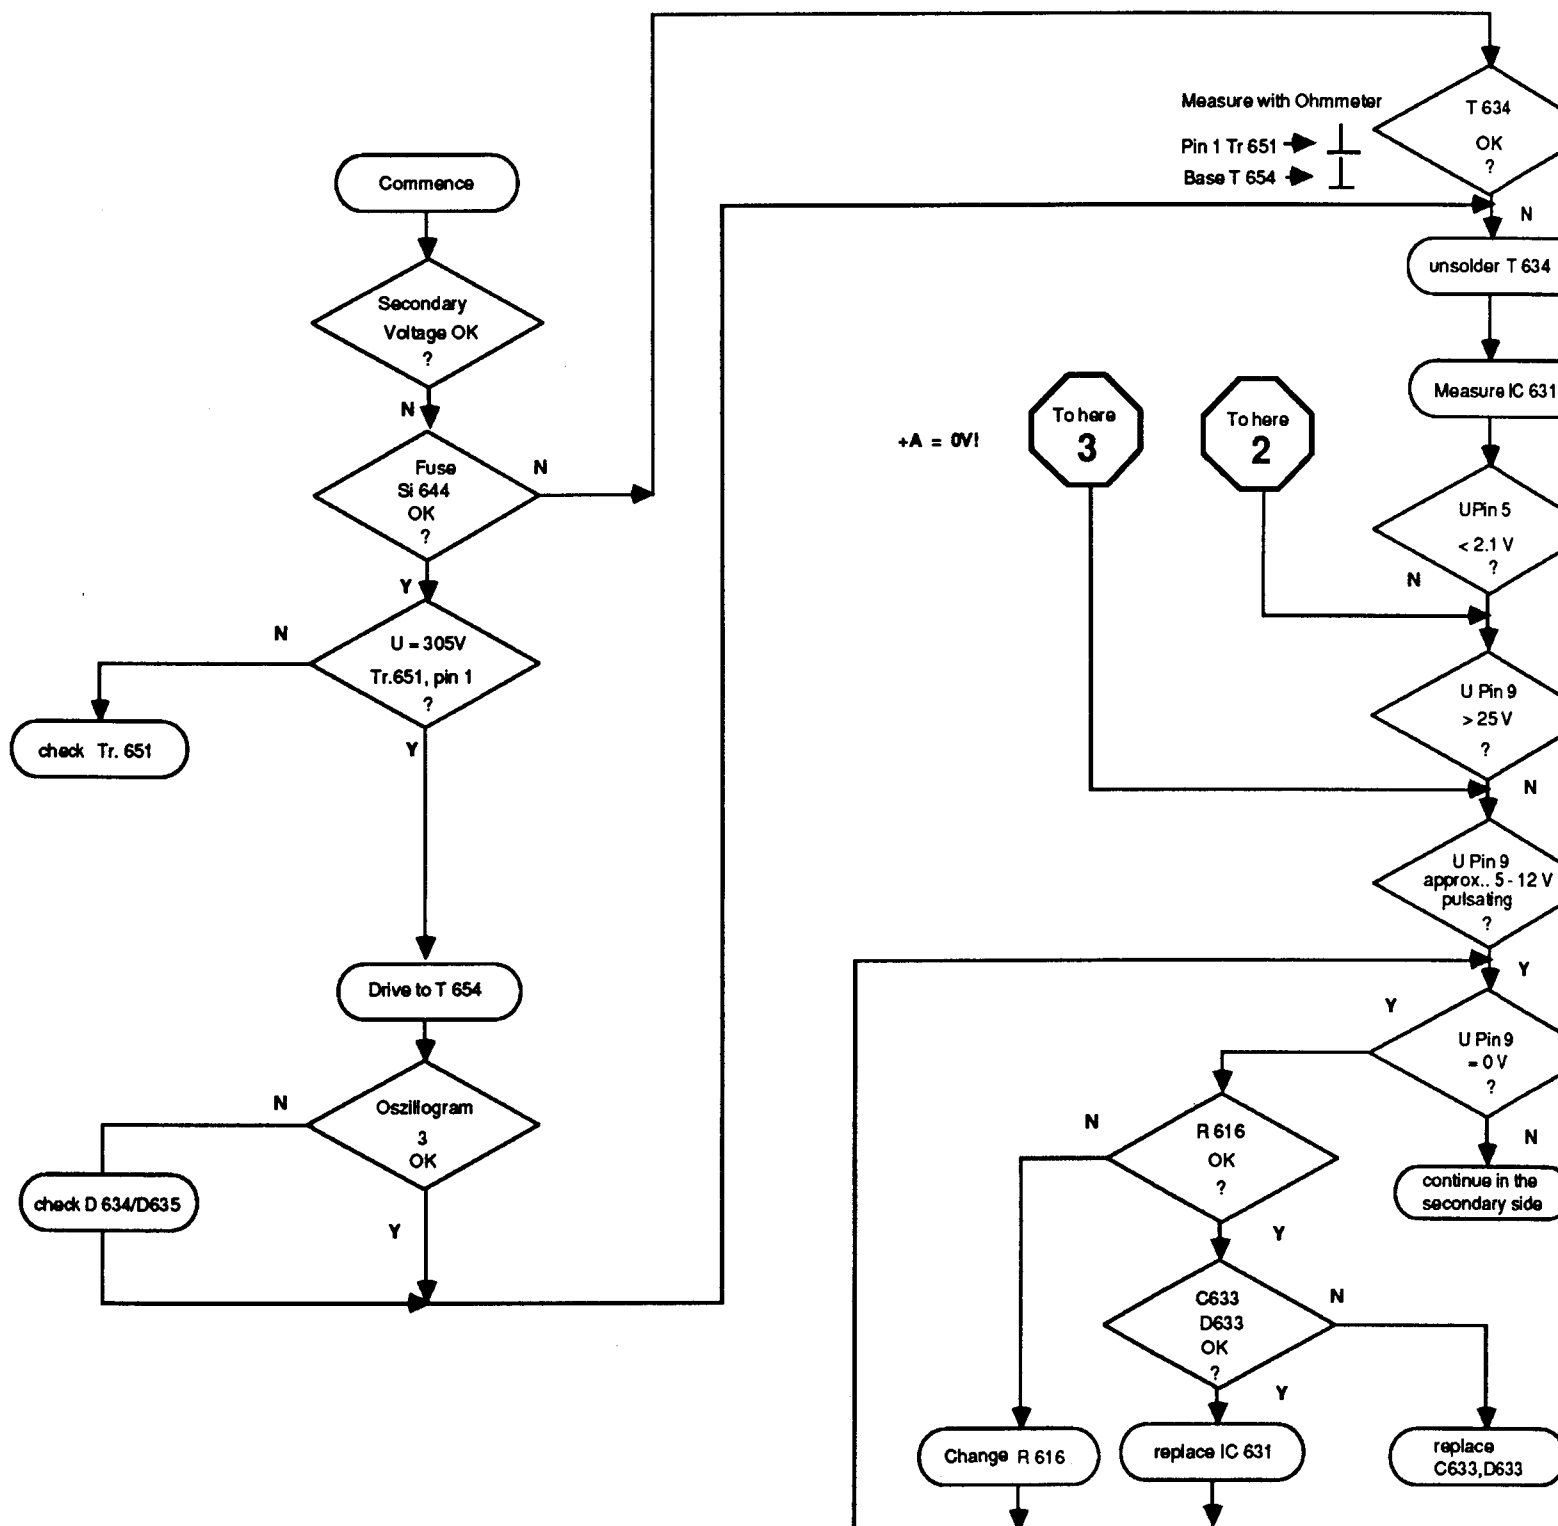 Commence
Secondary
Voltage OK
?
N
Fuse
Si 644
OK
?
N
Y
U = 305V
Tr.651, pin 1
?
N
check Tr. 651
Y
Drive to T 654
Oszillogram
3
OK
N
check D 634/D635
Y
Measure with Ohmmeter
Pin 1 Tr 651
Base T 654
T 634
OK
?
N
unsolder T 634
Measure IC 631
+A = 0V!
To here
3
To here
2
UPin 5
< 2.1 V
?
N
U Pin 9
> 25 V
?
N
U Pin 9
approx.. 5 - 12 V
pulsating
?
Y
U Pin 9
= 0 V
?
Y
N
continue in the
secondary side
R 616
OK
?
N
Y
C633
D633
OK
?
N
Y
Change R 616
replace IC 631
replace
C633,D633